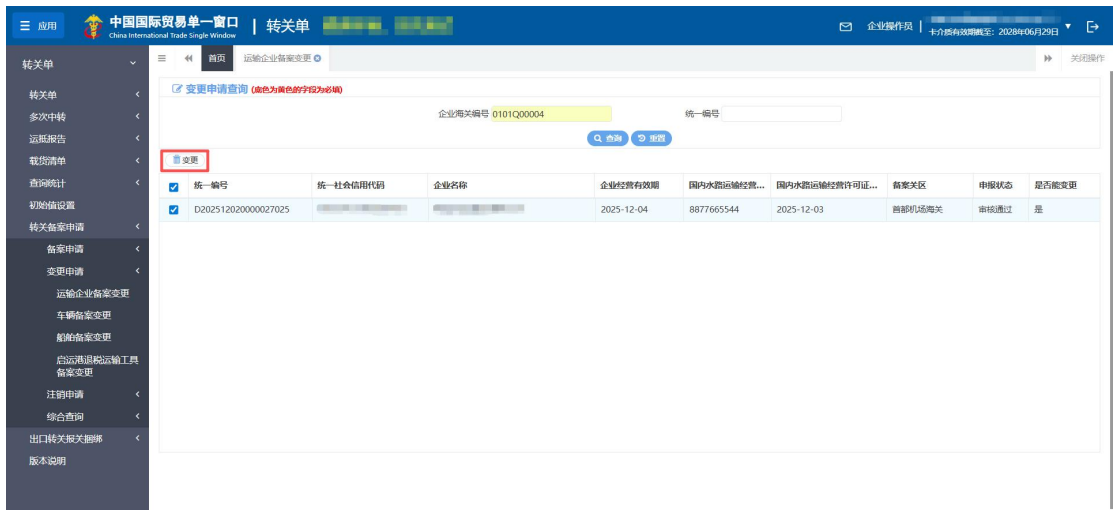 应用
中国国际贸易单一窗口 | 转关单
China International Trade Single Window
企业操作员 | 卡介质有效期截至：2028年06月29日
转关单
转关单
多次中转
运抵报告
载货清单
查询统计
初始值设置
转关备案申请
备案申请
变更申请
运输企业备案变更
车辆备案变更
船舶备案变更
启运港退税运输工具
备案变更
注销申请
综合查询
出口转关报关捆绑
版本说明
首页 运输企业备案变更 关闭操作
变更申请查询 (底色为黄色的字段为必填)
企业海关编号 0101Q00004 统一编号
查询 重置
变更
统一编号 统一社会信用代码 企业名称 企业经营有效期 国内水路运输经营... 国内水路运输经营许可证... 备案关区 申报状态 是否能变更
D202512020000027025 2025-12-04 8877665544 2025-12-03 首都机场海关 审核通过 是